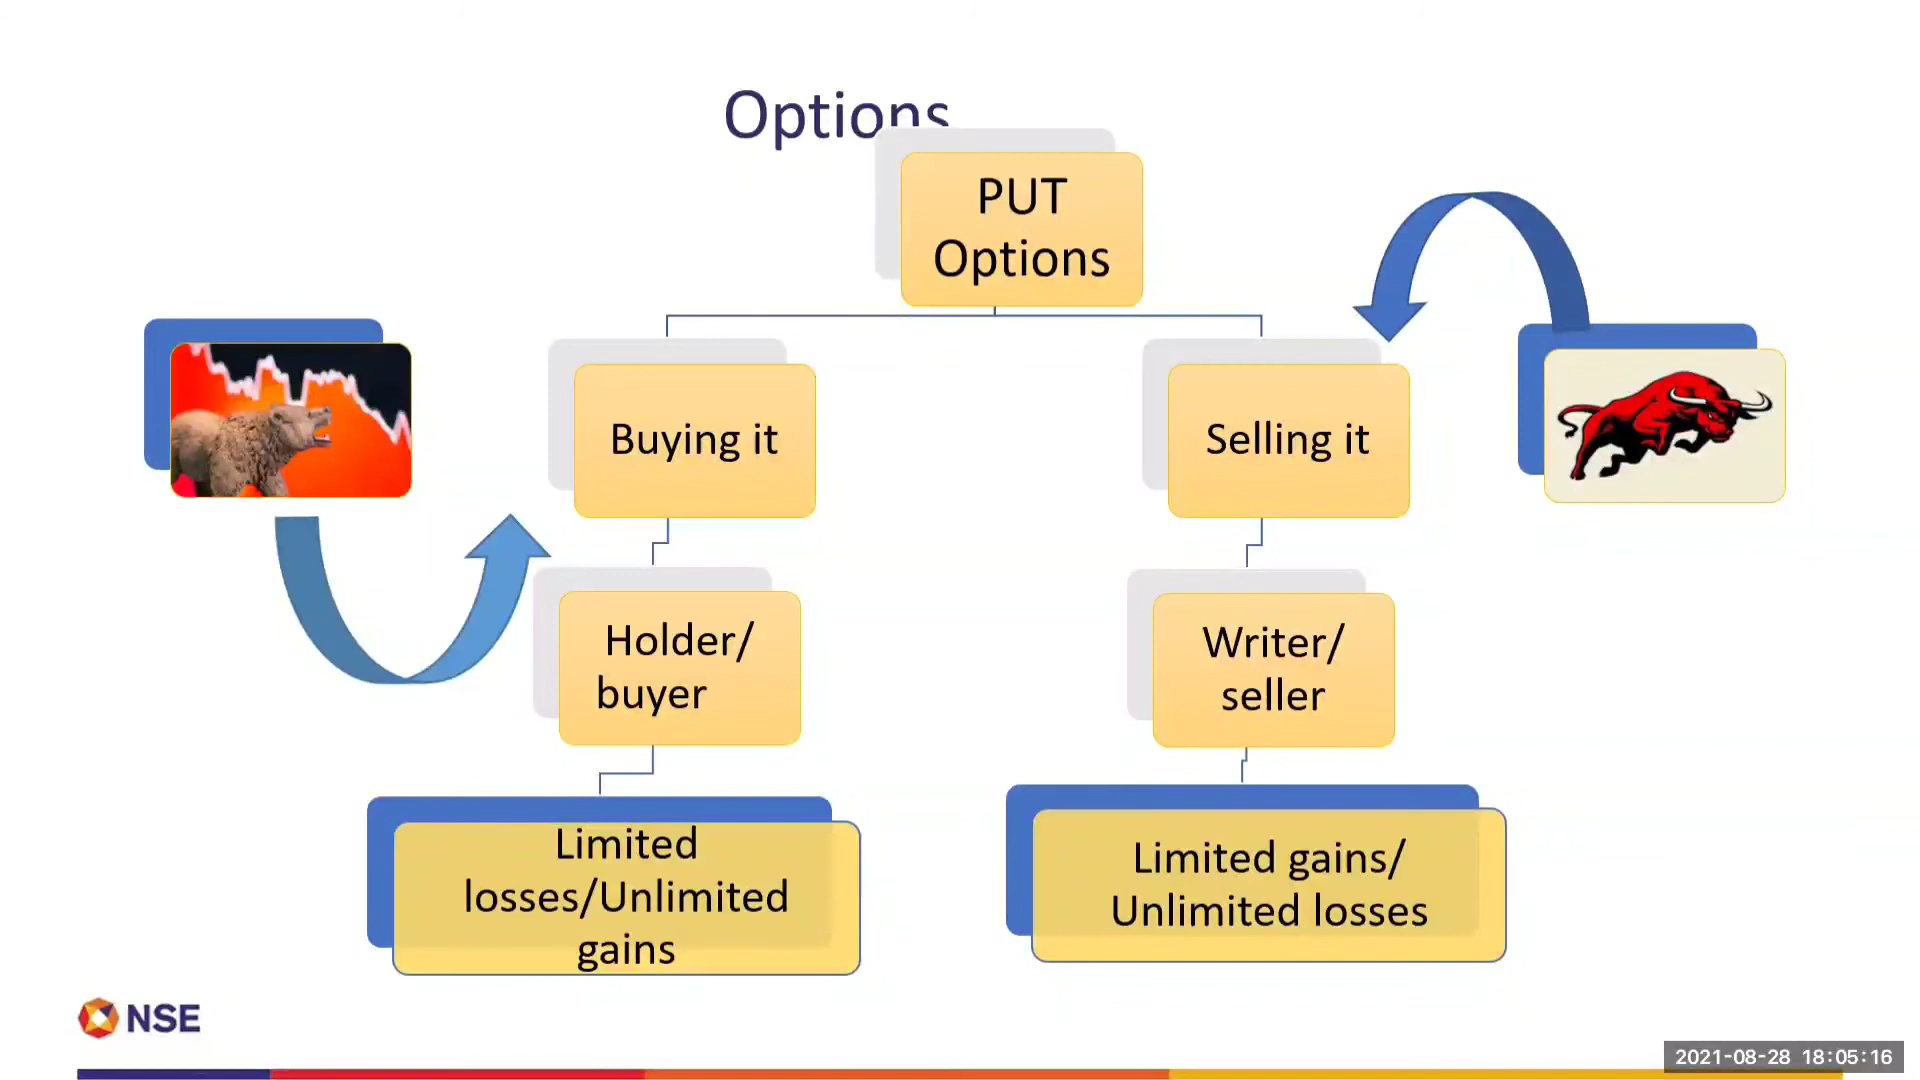 Options
PUT
Options
Buying it
Selling it
Holder/
buyer
Writer/
seller
Limited
losses/Unlimited
gains
Limited gains/
Unlimited losses
NSE
2021-08-28 18:05:16